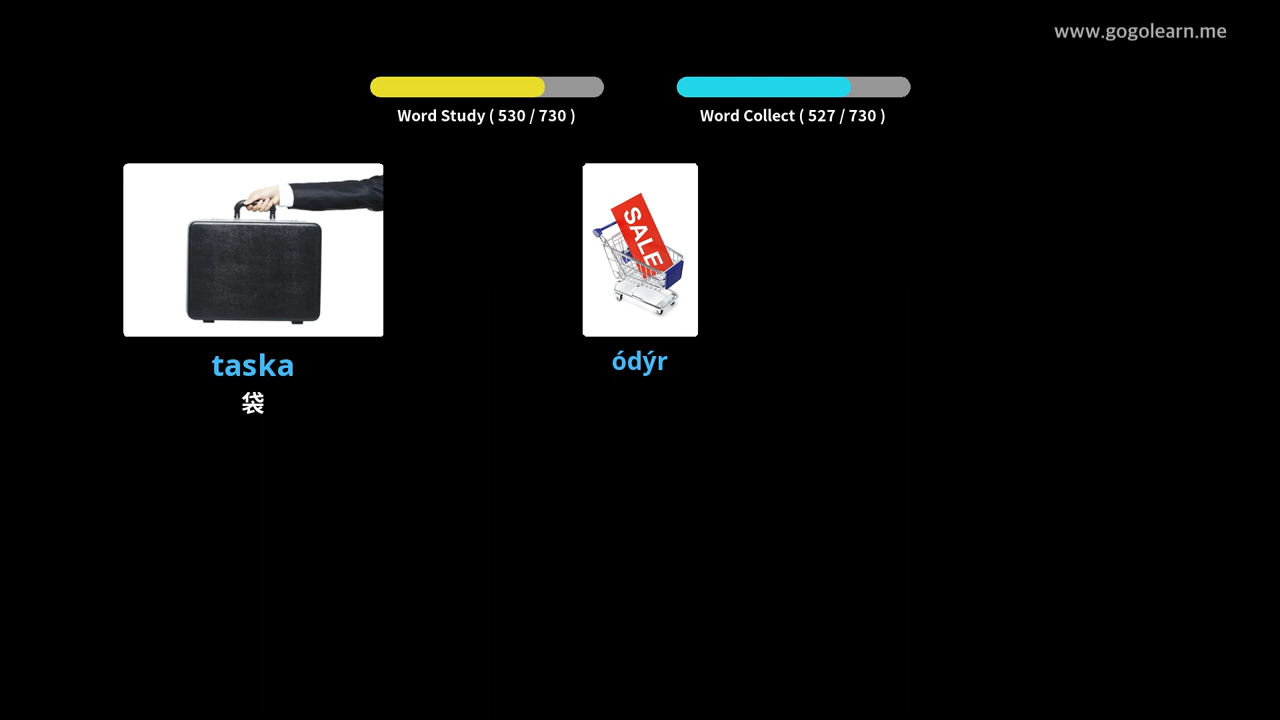 www.gogolearn.me
Word Study ( 530 / 730 )
Word Collect ( 527 / 730 )
SALE
taska
袋
ódýr